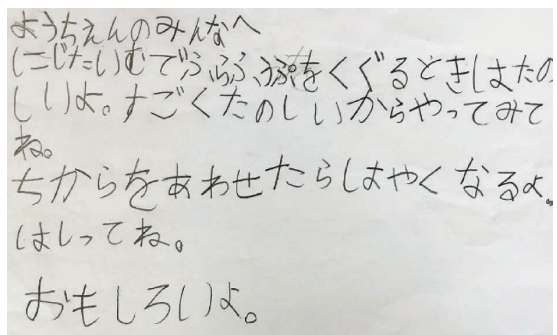 ようちえんのみんなへ
にじたいむでふらふ、ぷをくぐるときはたの
しいよ。すごくたのしいからやってみて
ね。
ちからをあわせたらはやくなるよ。
はしってね。
おもしろいよ。